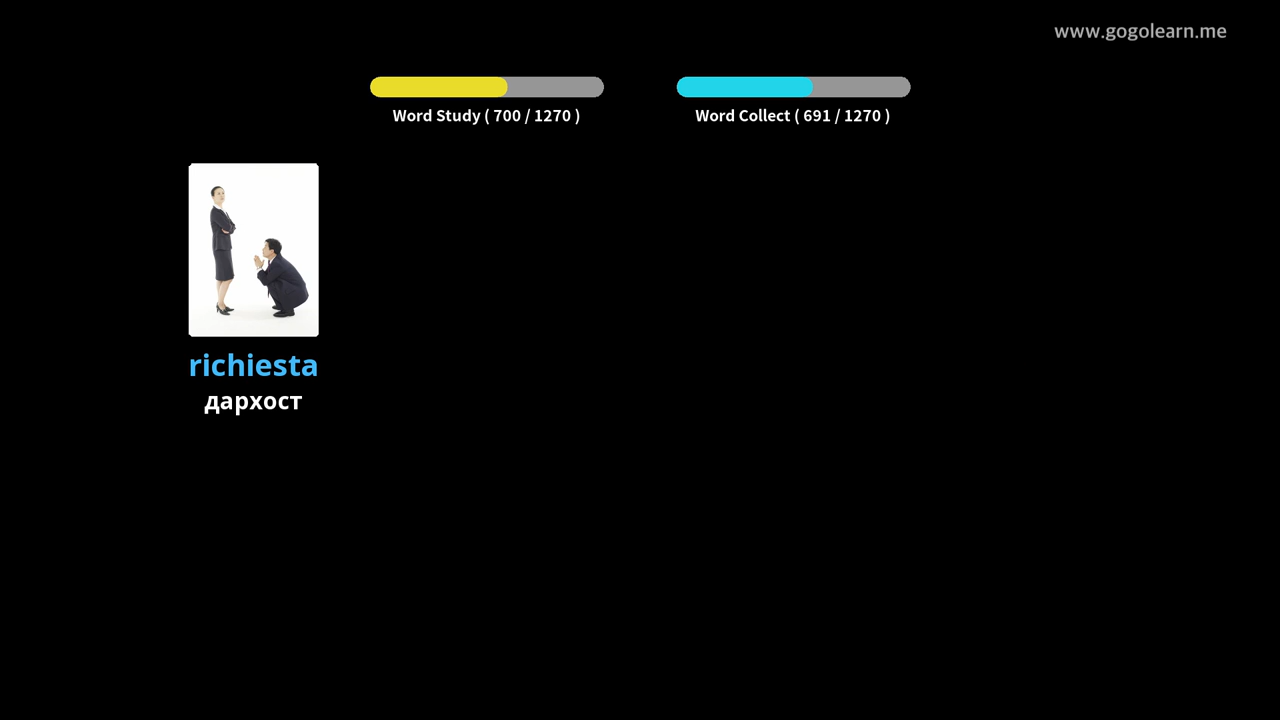 www.gogolearn.me
Word Study ( 700 / 1270 )
Word Collect ( 691 / 1270 )
richiesta
дархост